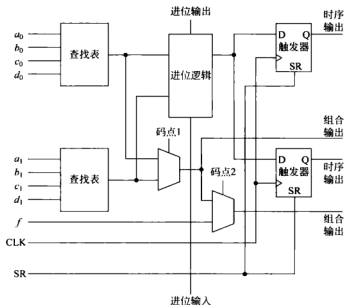 进位输出
时序
输出
a₀
b₀
c₀
d₀
查找表
进位逻辑
D Q
触发器
SR
码点1
组合
输出
a₁
b₁
c₁
d₁
查找表
码点2
D Q
触发器
SR
时序
输出
f
组合
输出
CLK
SR
进位输入